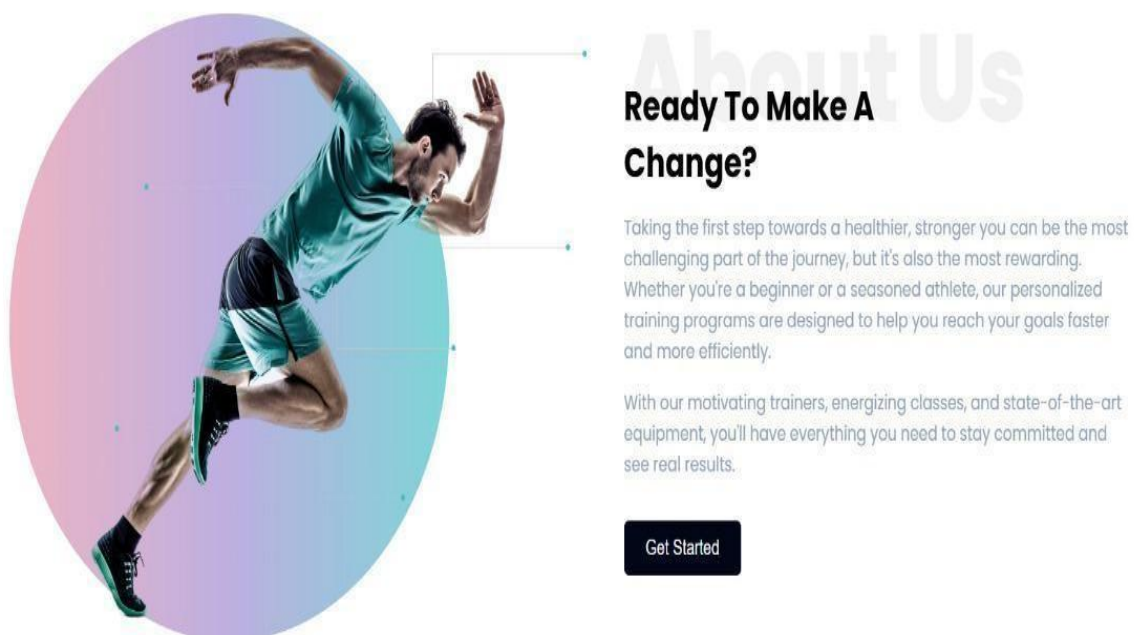 About Us
Ready To Make A
Change?
Taking the first step towards a healthier, stronger you can be the most
challenging part of the journey, but it's also the most rewarding.
Whether you're a beginner or a seasoned athlete, our personalized
training programs are designed to help you reach your goals faster
and more efficiently.
With our motivating trainers, energizing classes, and state-of-the-art
equipment, you'll have everything you need to stay committed and
see real results.
Get Started